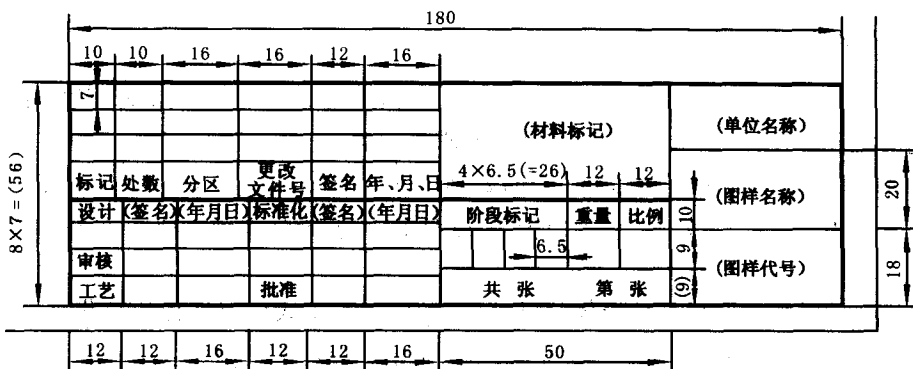 180
10 10 16 16 12 16
7
(材料标记) (单位名称)
4×6.5(=26) 12 12
标记 处数 分区 更改文件号 签名 年、月、日
(图样名称)
20
8×7=(56)
设计 (签名) (年月日) 标准化 (签名) (年月日) 阶段标记 重量 比例 10
6.5 9
审核
(图样代号)
18
工艺 批准 共 张 第 张 (9)
12 12 16 12 12 16 50